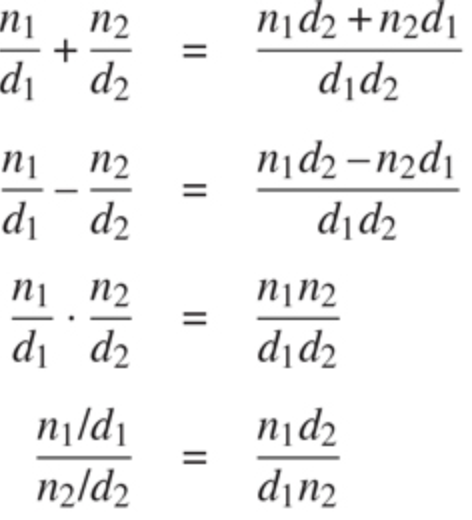 n₁/d₁ + n₂/d₂ = (n₁d₂ + n₂d₁)/(d₁d₂)
n₁/d₁ − n₂/d₂ = (n₁d₂ − n₂d₁)/(d₁d₂)
n₁/d₁ · n₂/d₂ = (n₁n₂)/(d₁d₂)
(n₁/d₁)/(n₂/d₂) = (n₁d₂)/(d₁n₂)